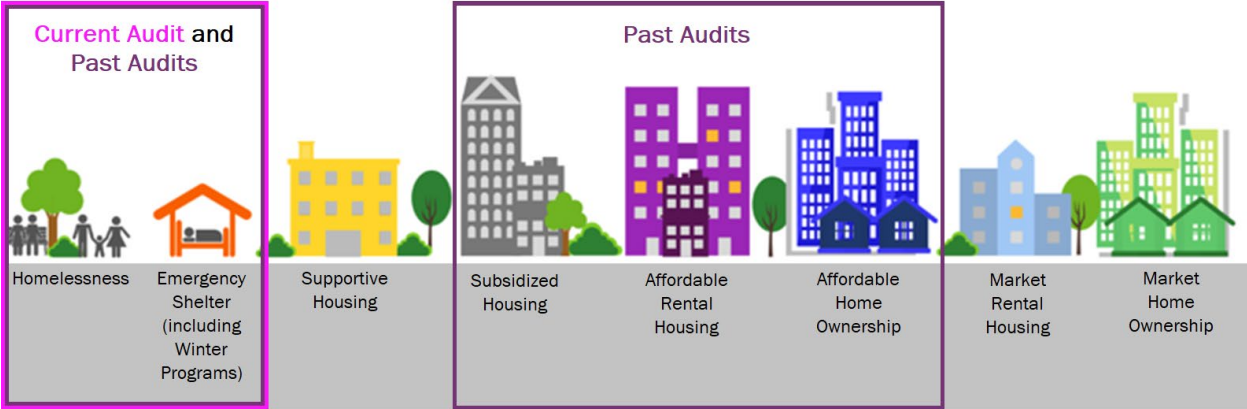 Current Audit and
Past Audits
Past Audits
Homelessness
Emergency
Shelter
(including
Winter
Programs)
Supportive
Housing
Subsidized
Housing
Affordable
Rental
Housing
Affordable
Home
Ownership
Market
Rental
Housing
Market
Home
Ownership